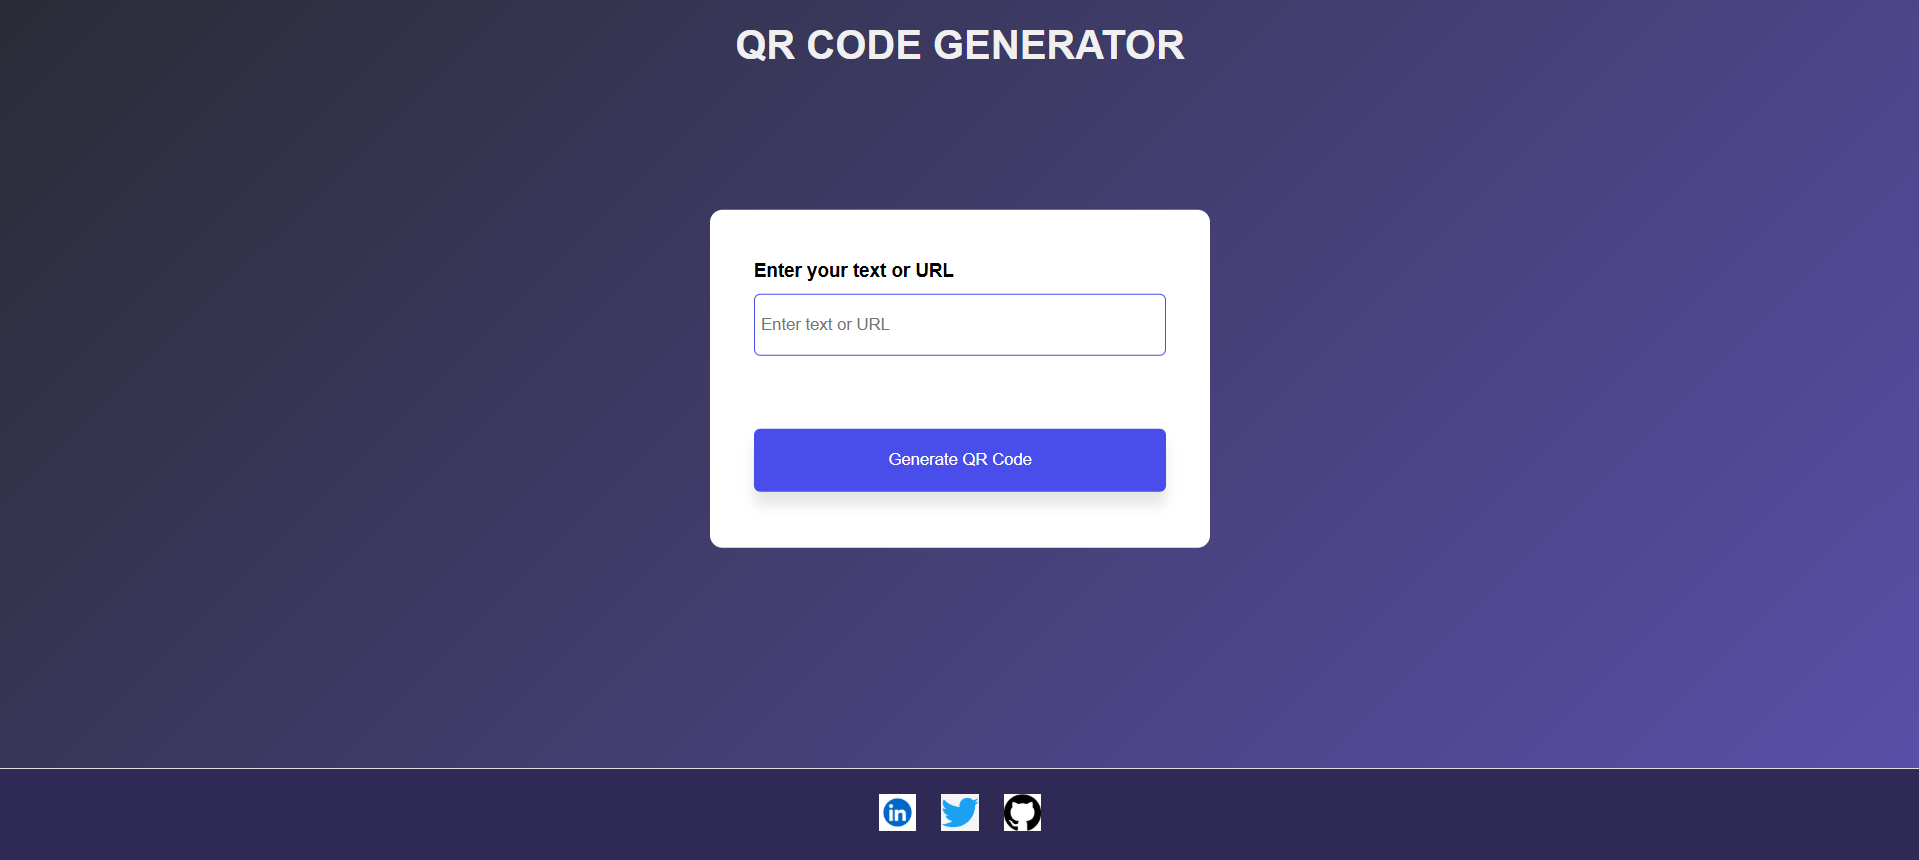 QR CODE GENERATOR
Enter your text or URL
Enter text or URL
Generate QR Code
in